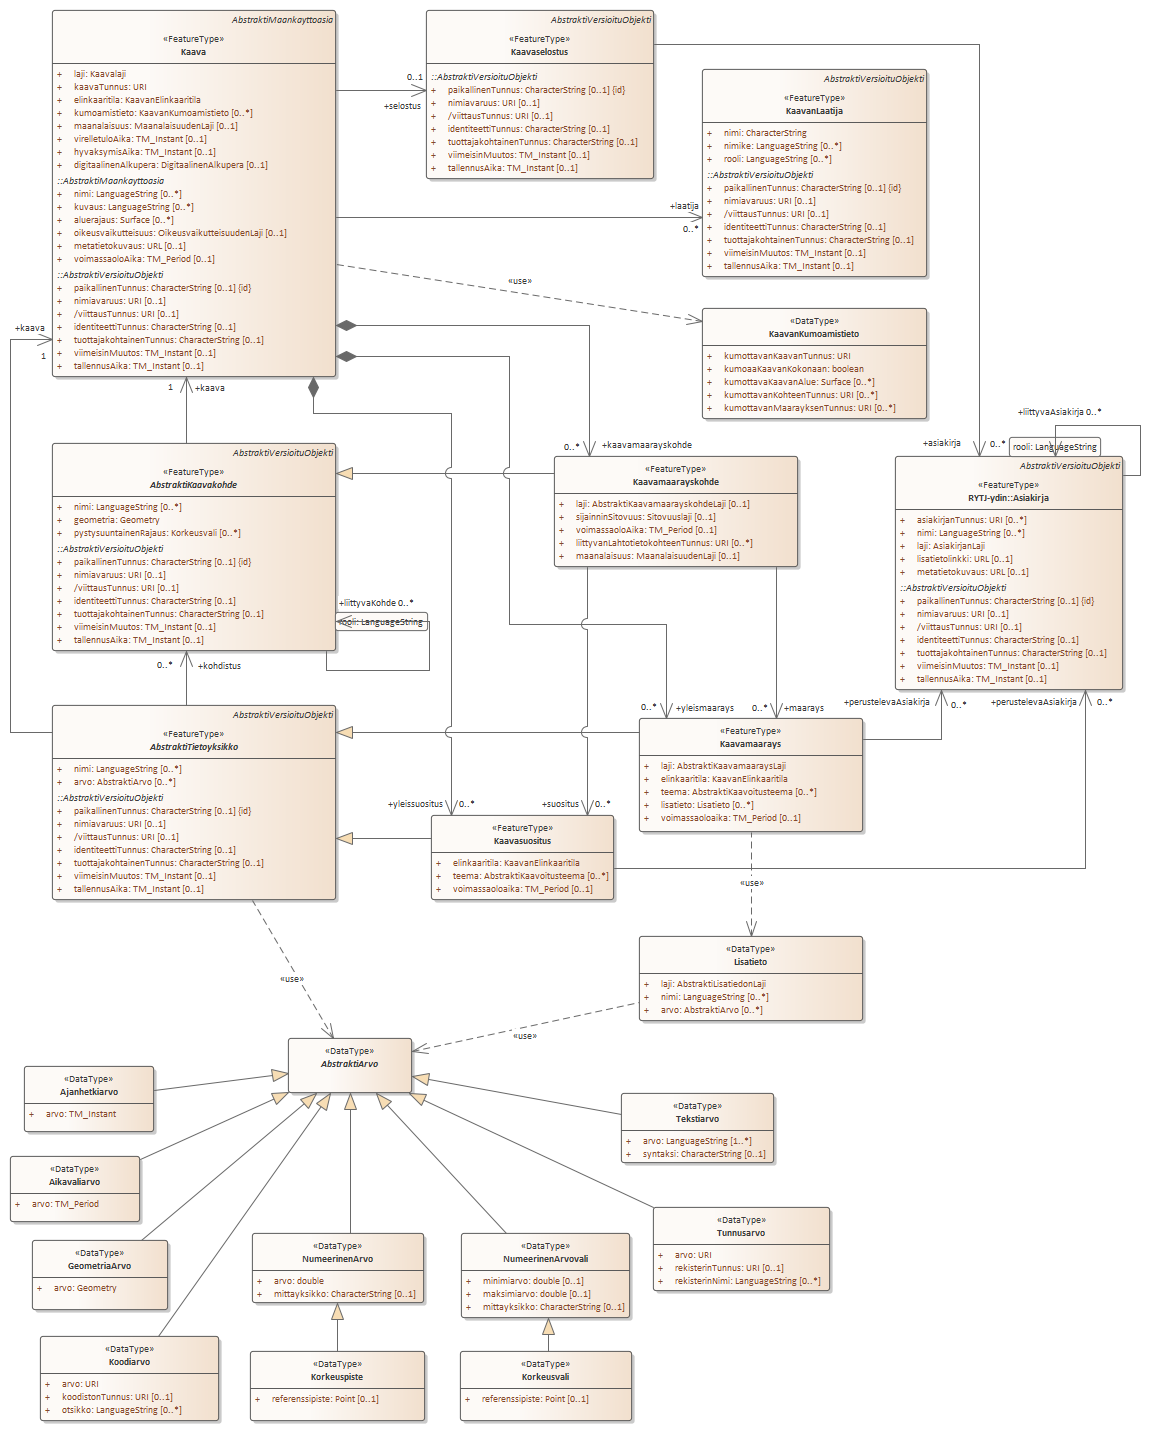 AbstraktiMaankayttoasia
«FeatureType»
Kaava
+ laji: Kaavalaji
+ kaavaTunnus: URI
+ elinkaaritila: KaavanElinkaaritila
+ kumoamistieto: KaavanKumoamistieto [0..*]
+ maanalaisuus: MaanalaisuudenLaji [0..1]
+ vireilletuloAika: TM_Instant [0..1]
+ hyvaksymisAika: TM_Instant [0..1]
+ digitaalinenAlkupera: DigitaalinenAlkupera [0..1]
::AbstraktiMaankayttoasia
+ nimi: LanguageString [0..*]
+ kuvaus: LanguageString [0..*]
+ aluerajaus: Surface [0..*]
+ oikeusvaikutteisuus: OikeusvaikutteisuudenLaji [0..1]
+ metatietokuvaus: URL [0..1]
+ voimassaoloAika: TM_Period [0..1]
::AbstraktiVersioituObjekti
+ paikallinenTunnus: CharacterString [0..1] {id}
+ nimiavaruus: URI [0..1]
+ /viittausTunnus: URI [0..1]
+ identiteettiTunnus: CharacterString [0..1]
+ tuottajakohtainenTunnus: CharacterString [0..1]
+ viimeisinMuutos: TM_Instant [0..1]
+ tallennusAika: TM_Instant [0..1]
AbstraktiVersioituObjekti
«FeatureType»
Kaavaselostus
::AbstraktiVersioituObjekti
+ paikallinenTunnus: CharacterString [0..1] {id}
+ nimiavaruus: URI [0..1]
+ /viittausTunnus: URI [0..1]
+ identiteettiTunnus: CharacterString [0..1]
+ tuottajakohtainenTunnus: CharacterString [0..1]
+ viimeisinMuutos: TM_Instant [0..1]
+ tallennusAika: TM_Instant [0..1]
0..1
+selostus
AbstraktiVersioituObjekti
«FeatureType»
KaavanLaatija
+ nimi: CharacterString
+ nimike: LanguageString [0..*]
+ rooli: LanguageString [0..*]
::AbstraktiVersioituObjekti
+ paikallinenTunnus: CharacterString [0..1] {id}
+ nimiavaruus: URI [0..1]
+ /viittausTunnus: URI [0..1]
+ identiteettiTunnus: CharacterString [0..1]
+ tuottajakohtainenTunnus: CharacterString [0..1]
+ viimeisinMuutos: TM_Instant [0..1]
+ tallennusAika: TM_Instant [0..1]
+laatija
0..*
«use»
«DataType»
KaavanKumoamistieto
+ kumottavanKaavanTunnus: URI
+ kumoaaKaavanKokonaan: boolean
+ kumottavaKaavanAlue: Surface [0..*]
+ kumottavanKohteenTunnus: URI [0..*]
+ kumottavanMaarayksenTunnus: URI [0..*]
+kaava
1
1
+kaava
0..*
+kaavamaarayskohde
+asiakirja
0..*
+liittyvaAsiakirja 0..*
rooli: LanguageString
AbstraktiVersioituObjekti
«FeatureType»
AbstraktiKaavakohde
+ nimi: LanguageString [0..*]
+ geometria: Geometry
+ pystysuuntainenRajaus: Korkeusvali [0..*]
::AbstraktiVersioituObjekti
+ paikallinenTunnus: CharacterString [0..1] {id}
+ nimiavaruus: URI [0..1]
+ /viittausTunnus: URI [0..1]
+ identiteettiTunnus: CharacterString [0..1]
+ tuottajakohtainenTunnus: CharacterString [0..1]
+ viimeisinMuutos: TM_Instant [0..1]
+ tallennusAika: TM_Instant [0..1]
+liittyvaKohde 0..*
rooli: LanguageString
«FeatureType»
Kaavamaarayskohde
+ laji: AbstraktiKaavamaarayskohdeLaji [0..1]
+ sijainninSitovuus: Sitovuuslaji [0..1]
+ voimassaoloAika: TM_Period [0..1]
+ liittyvanLahtotietokohteenTunnus: URI [0..*]
+ maanalaisuus: MaanalaisuudenLaji [0..1]
AbstraktiVersioituObjekti
«FeatureType»
RYTJ-ydin::Asiakirja
+ asiakirjanTunnus: URI [0..*]
+ nimi: LanguageString [0..*]
+ laji: AsiakirjanLaji
+ lisatietolinkki: URL [0..1]
+ metatietokuvaus: URL [0..1]
::AbstraktiVersioituObjekti
+ paikallinenTunnus: CharacterString [0..1] {id}
+ nimiavaruus: URI [0..1]
+ /viittausTunnus: URI [0..1]
+ identiteettiTunnus: CharacterString [0..1]
+ tuottajakohtainenTunnus: CharacterString [0..1]
+ viimeisinMuutos: TM_Instant [0..1]
+ tallennusAika: TM_Instant [0..1]
0..*
+kohdistus
0..*
+yleismaarays
0..*
+maarays
+perustelevaAsiakirja
0..*
+perustelevaAsiakirja
0..*
AbstraktiVersioituObjekti
«FeatureType»
AbstraktiTietoyksikko
+ nimi: LanguageString [0..*]
+ arvo: AbstraktiArvo [0..*]
::AbstraktiVersioituObjekti
+ paikallinenTunnus: CharacterString [0..1] {id}
+ nimiavaruus: URI [0..1]
+ /viittausTunnus: URI [0..1]
+ identiteettiTunnus: CharacterString [0..1]
+ tuottajakohtainenTunnus: CharacterString [0..1]
+ viimeisinMuutos: TM_Instant [0..1]
+ tallennusAika: TM_Instant [0..1]
«FeatureType»
Kaavamaarays
+ laji: AbstraktiKaavamaaraysLaji
+ elinkaaritila: KaavanElinkaaritila
+ teema: AbstraktiKaavoitusteema [0..*]
+ lisatieto: Lisatieto [0..*]
+ voimassaoloaika: TM_Period [0..1]
+yleissuositus
0..*
+suositus
0..*
«FeatureType»
Kaavasuositus
+ elinkaaritila: KaavanElinkaaritila
+ teema: AbstraktiKaavoitusteema [0..*]
+ voimassaoloaika: TM_Period [0..1]
«use»
«DataType»
Lisatieto
+ laji: AbstraktiLisatiedonLaji
+ nimi: LanguageString [0..*]
+ arvo: AbstraktiArvo [0..*]
«use»
«use»
«DataType»
AbstraktiArvo
«DataType»
Ajanhetkiarvo
+ arvo: TM_Instant
«DataType»
Tekstiarvo
+ arvo: LanguageString [1..*]
+ syntaksi: CharacterString [0..1]
«DataType»
Aikavaliarvo
+ arvo: TM_Period
«DataType»
GeometriaArvo
+ arvo: Geometry
«DataType»
NumeerinenArvo
+ arvo: double
+ mittayksikko: CharacterString [0..1]
«DataType»
NumeerinenArvovali
+ minimiarvo: double [0..1]
+ maksimiarvo: double [0..1]
+ mittayksikko: CharacterString [0..1]
«DataType»
Tunnusarvo
+ arvo: URI
+ rekisterinTunnus: URI [0..1]
+ rekisterinNimi: LanguageString [0..*]
«DataType»
Koodiarvo
+ arvo: URI
+ koodistonTunnus: URI [0..1]
+ otsikko: LanguageString [0..*]
«DataType»
Korkeuspiste
+ referenssipiste: Point [0..1]
«DataType»
Korkeusvali
+ referenssipiste: Point [0..1]